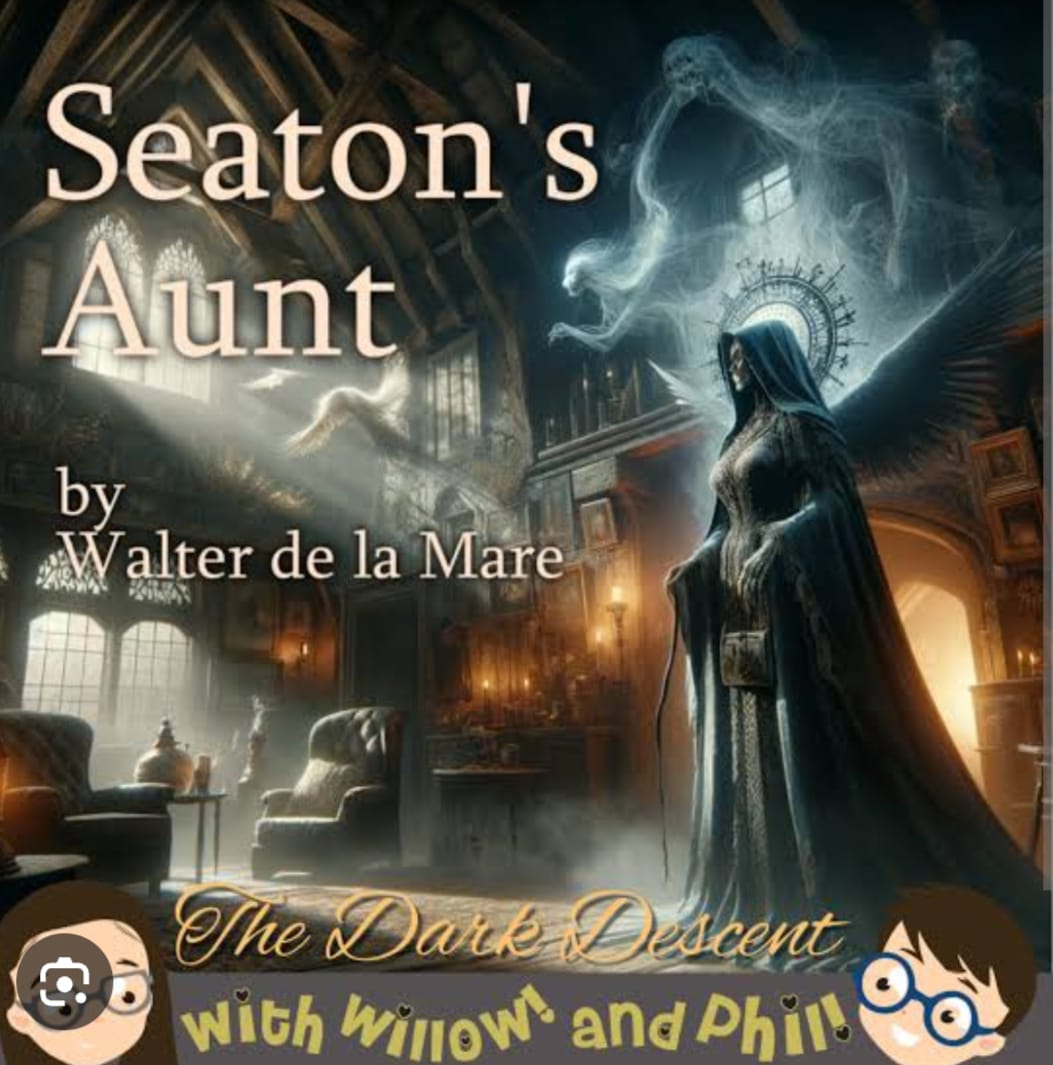 Seaton's
Aunt
by
Walter de la Mare
The Dark Descent
with Willow! and Phil!